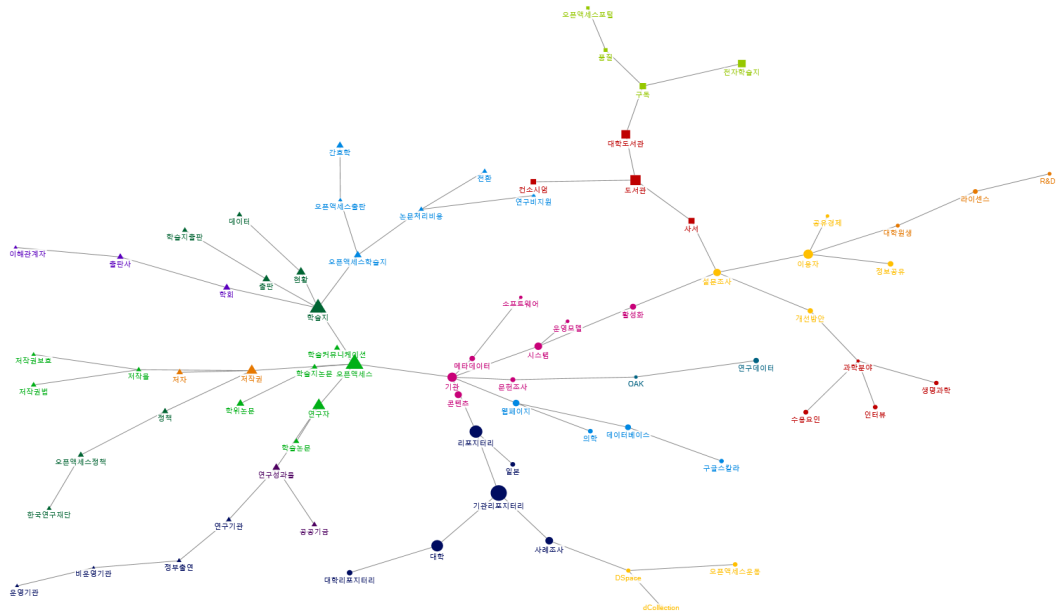 오픈액세스포털
품질
전자학술지
구독
대학도서관
간호학
전환
컨소시엄
도서관
R&D
연구비지원
라이센스
오픈액세스출판
논문처리비용
데이터
공유경제
사서
대학원생
학술지출판
이해관계자
출판사
오픈액세스학술지
이용자
정보공유
현황
출판
설문조사
학회
소프트웨어
학술지
운영모델
활성화
개선방안
시스템
학술커뮤니케이션
저작권보호
메타데이터
저작물
저자
저작권
학술지논문
오픈액세스
연구데이터
과학분야
기관
문헌조사
OAK
저작권법
생명과학
콘텐츠
학위논문
연구자
웹페이지
정책
수용요인
인터뷰
데이터베이스
의학
리포지터리
학술논문
오픈액세스정책
일본
구글스칼라
연구성과물
기관리포지터리
한국연구재단
연구기관
공공기금
대학
사례조사
정부출연
비운영기관
대학리포지터리
DSpace
오픈액세스운동
운영기관
dCollection